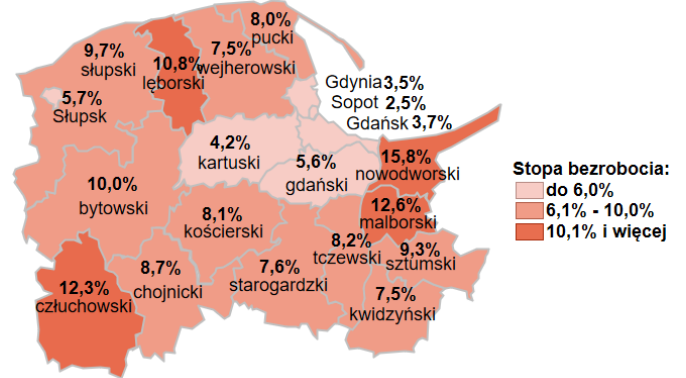 8,0%
pucki
9,7%
słupski
7,5%
wejherowski
10,8%
lęborski
5,7%
Słupsk
Gdynia 3,5%
Sopot 2,5%
Gdańsk 3,7%
4,2%
kartuski
5,6%
gdański
15,8%
nowodworski
10,0%
bytowski
8,1%
kościerski
12,6%
malborski
8,2%
tczewski
9,3%
sztumski
12,3%
człuchowski
8,7%
chojnicki
7,6%
starogardzki
7,5%
kwidzyński
Stopa bezrobocia:
do 6,0%
6,1% - 10,0%
10,1% i więcej